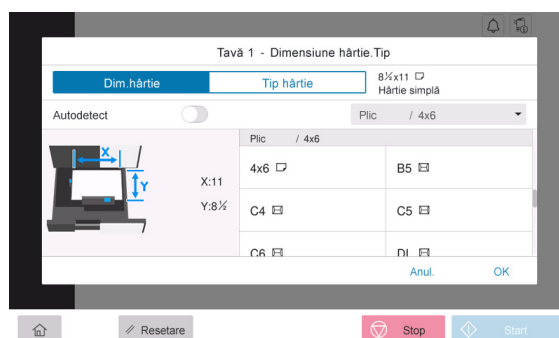 Tavă 1 - Dimensiune hârtie.Tip
Dim.hârtie
Tip hârtie
8½x11
Hârtie simplă
Autodetect
Plic / 4x6
Plic / 4x6
X
Y
X:11
Y:8½
4x6
B5
C4
C5
C6
DL
Anul.
OK
Resetare
Stop
Start